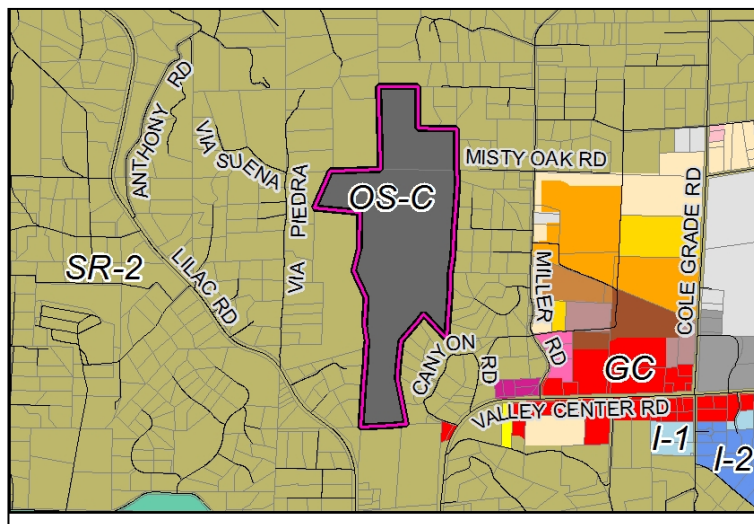 ANTHONY RD
VIA SUENA
VIA PIEDRA
MISTY OAK RD
OS-C
SR-2
LILAC RD
MILLER RD
COLE GRADE RD
CANYON RD
GC
VALLEY CENTER RD
I-1
I-2